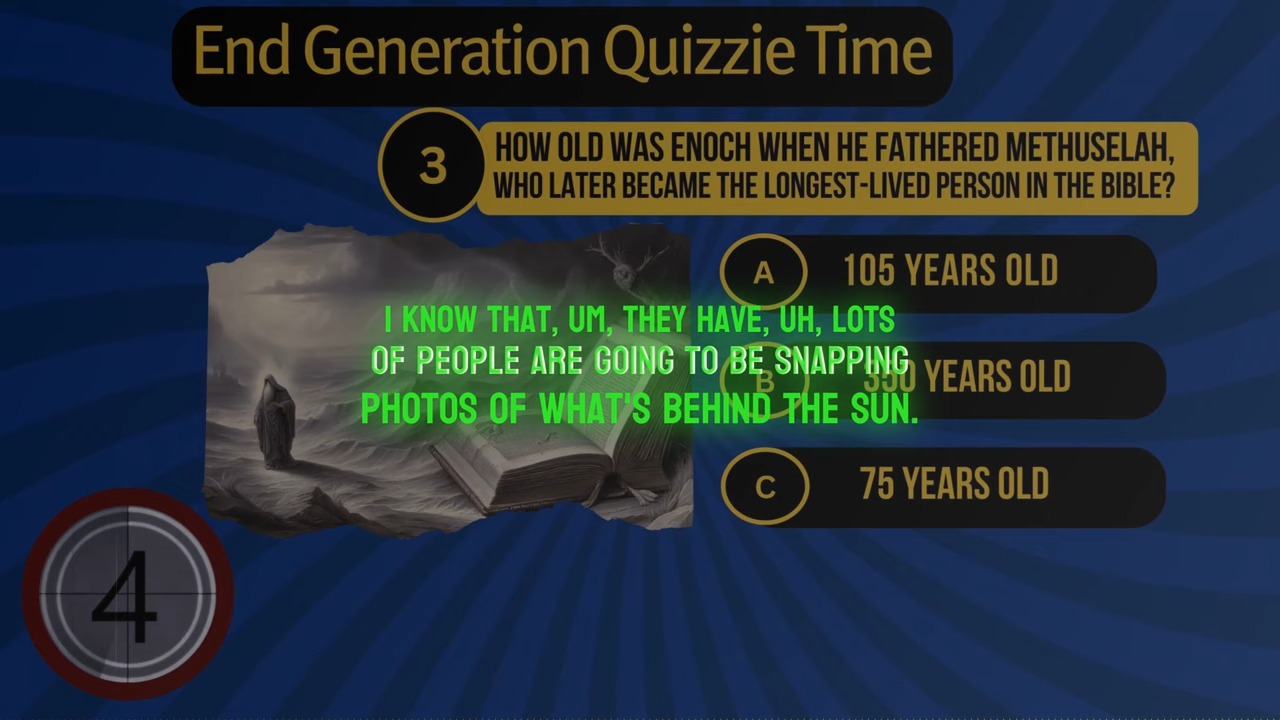 End Generation Quizzie Time
3
HOW OLD WAS ENOCH WHEN HE FATHERED METHUSELAH,
WHO LATER BECAME THE LONGEST-LIVED PERSON IN THE BIBLE?
A 105 YEARS OLD
I KNOW THAT, UM, THEY HAVE, UH, LOTS
OF PEOPLE ARE GOING TO BE SNAPPING
PHOTOS OF WHAT'S BEHIND THE SUN.
B 350 YEARS OLD
C 75 YEARS OLD
4